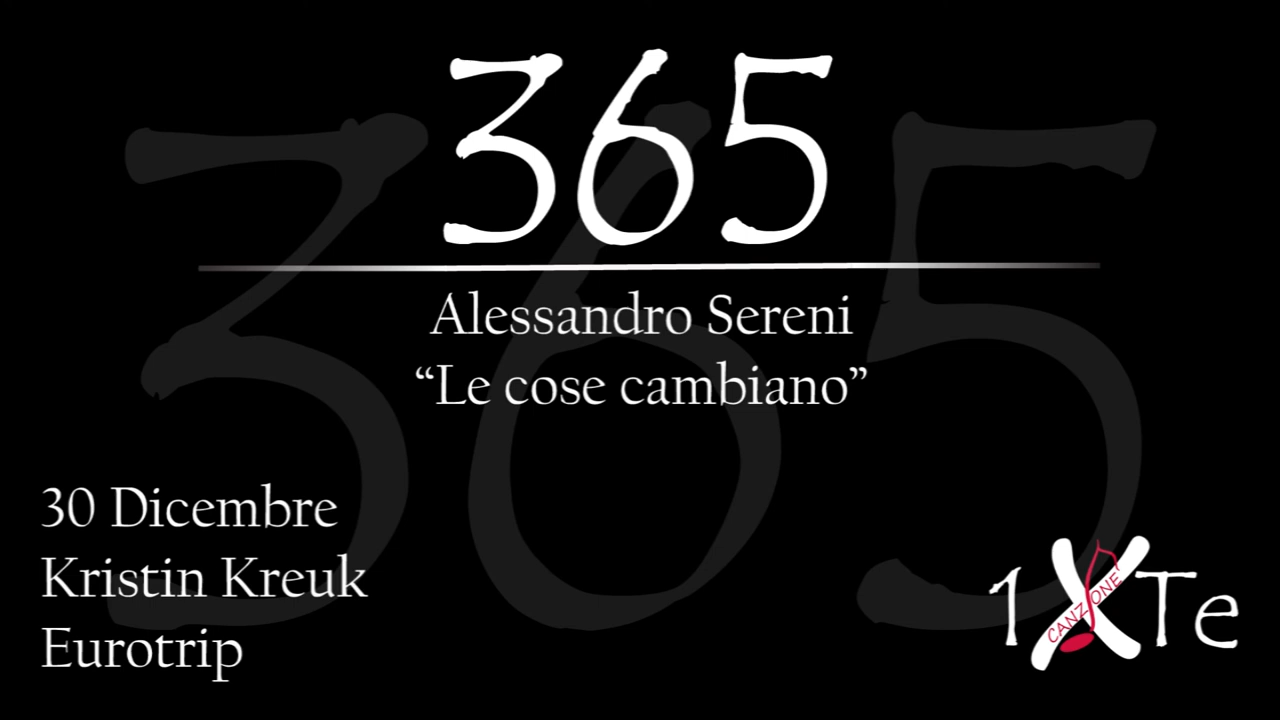 365
Alessandro Sereni
“Le cose cambiano”
30 Dicembre
Kristin Kreuk
Eurotrip
1XTe
CANZONE